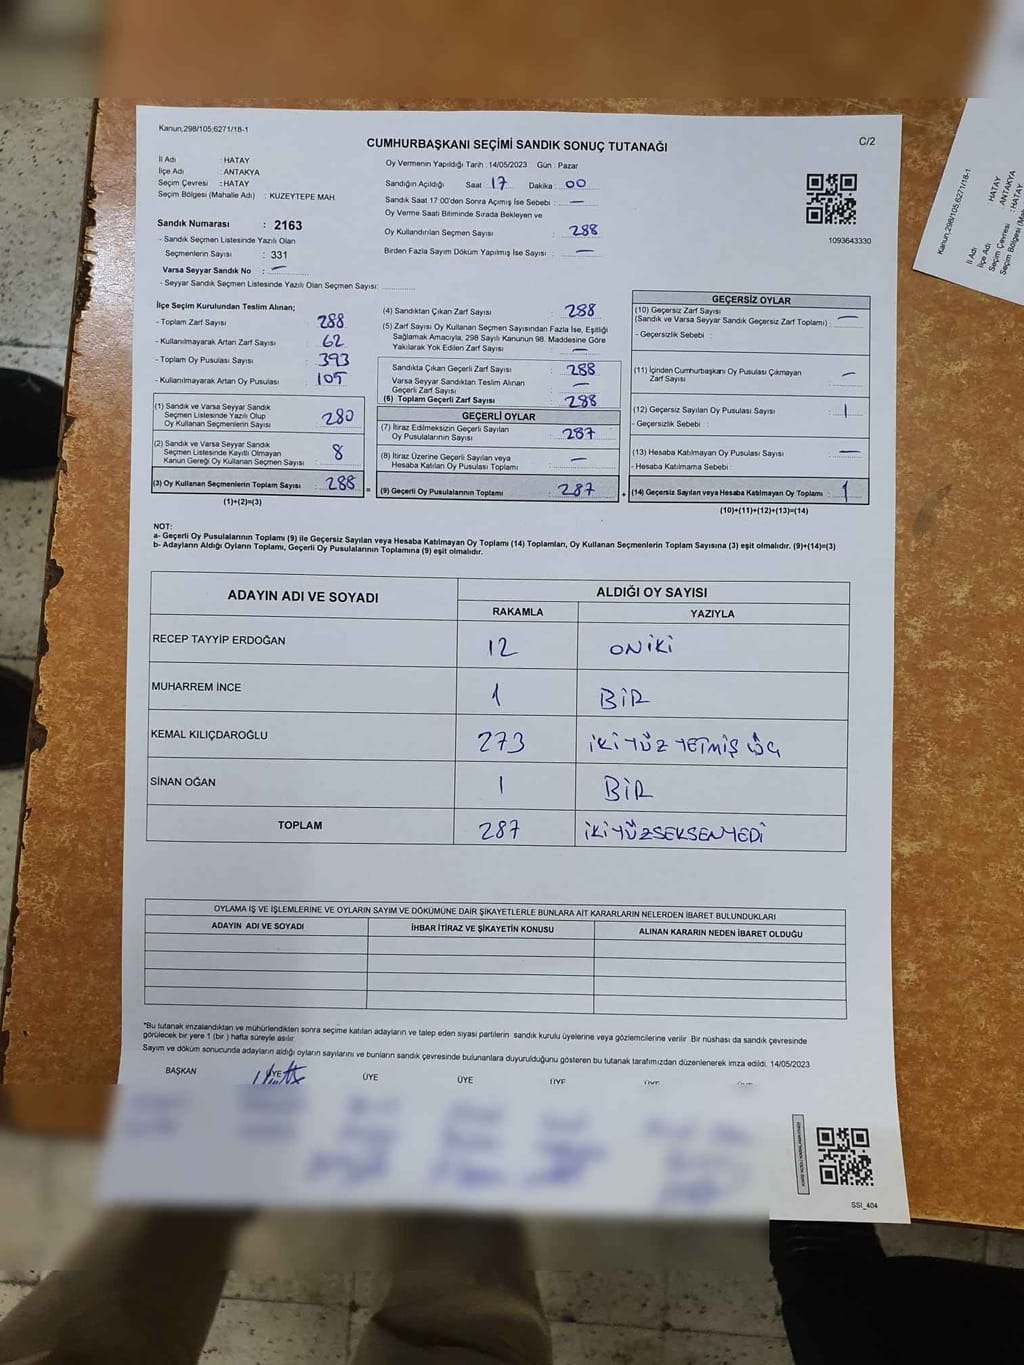 Kanun;298/105;6271/18-1
CUMHURBAŞKANI SEÇİMİ SANDIK SONUÇ TUTANAĞI
C/2
İl Adı : HATAY
İlçe Adı : ANTAKYA
Seçim Çevresi : HATAY
Seçim Bölgesi (Mahalle Adı) : KUZEYTEPE MAH.
Sandık Numarası : 2163
- Sandık Seçmen Listesinde Yazılı Olan
Seçmenlerin Sayısı : 331
Varsa Seyyar Sandık No : —
- Seyyar Sandık Seçmen Listesinde Yazılı Olan Seçmen Sayısı:
Oy Vermenin Yapıldığı Tarih : 14/05/2023 Gün : Pazar
Sandığın Açıldığı Saat : 17 Dakika : 00
Sandık Saat 17.00'den Sonra Açımış İse Sebebi : —
Oy Verme Saati Bitiminde Sırada Bekleyen ve
Oy Kullandırılan Seçmen Sayısı : 288
Birden Fazla Sayım Döküm Yapılmış İse Sayısı : —
1093643330
İlçe Seçim Kurulundan Teslim Alınan;
- Toplam Zarf Sayısı : 288
- Kullanılmayarak Artan Zarf Sayısı : 62
- Toplam Oy Pusulası Sayısı : 393
- Kullanılmayarak Artan Oy Pusulası : 105
(1) Sandık ve Varsa Seyyar Sandık
Seçmen Listesinde Yazılı Olup
Oy Kullanan Seçmenlerin Sayısı : 280
(2) Sandık ve Varsa Seyyar Sandık
Seçmen Listesinde Kayıtlı Olmayan
Kanun Gereği Oy Kullanan Seçmen Sayısı : 8
(3) Oy Kullanan Seçmenlerin Toplam Sayısı : 288 =
(1)+(2)=(3)
(4) Sandıktan Çıkan Zarf Sayısı : 288
(5) Zarf Sayısı Oy Kullanan Seçmen Sayısından Fazla İse, Eşitliği
Sağlamak Amacıyla; 298 Sayılı Kanunun 98. Maddesine Göre
Yakılarak Yok Edilen Zarf Sayısı : —
Sandıkta Çıkan Geçerli Zarf Sayısı : 288
Varsa Seyyar Sandıktan Teslim Alınan
Geçerli Zarf Sayısı : —
(6) Toplam Geçerli Zarf Sayısı : 288
GEÇERLİ OYLAR
(7) İtiraz Edilmeksizin Geçerli Sayılan
Oy Pusulalarının Sayısı : 287
(8) İtiraz Üzerine Geçerli Sayılan veya
Hesaba Katılan Oy Pusulası Toplamı : —
(9) Geçerli Oy Pusulalarının Toplamı : 287 +
GEÇERSİZ OYLAR
(10) Geçersiz Zarf Sayısı
(Sandık ve Varsa Seyyar Sandık Geçersiz Zarf Toplamı) : —
- Geçersizlik Sebebi :
(11) İçinden Cumhurbaşkanı Oy Pusulası Çıkmayan
Zarf Sayısı : —
(12) Geçersiz Sayılan Oy Pusulası Sayısı : 1
- Geçersizlik Sebebi :
(13) Hesaba Katılmayan Oy Pusulası Sayısı : —
- Hesaba Katılmama Sebebi :
(14) Geçersiz Sayılan veya Hesaba Katılmayan Oy Toplamı : 1
(10)+(11)+(12)+(13)=(14)
NOT:
a- Geçerli Oy Pusulalarının Toplamı (9) ile Geçersiz Sayılan veya Hesaba Katılmayan Oy Toplamı (14) Toplamları, Oy Kullanan Seçmenlerin Toplam Sayısına (3) eşit olmalıdır. (9)+(14)=(3)
b- Adayların Aldığı Oyların Toplamı, Geçerli Oy Pusulalarının Toplamına (9) eşit olmalıdır.
ADAYIN ADI VE SOYADI
ALDIĞI OY SAYISI
RAKAMLA YAZIYLA
RECEP TAYYİP ERDOĞAN 12 ONİKİ
MUHARREM İNCE 1 BİR
KEMAL KILIÇDAROĞLU 273 İKİYÜZ YETMİŞ ÜÇ
SİNAN OĞAN 1 BİR
TOPLAM 287 İKİYÜZSEKSENYEDİ
OYLAMA İŞ VE İŞLEMLERİNE VE OYLARIN SAYIM VE DÖKÜMÜNE DAİR ŞİKAYETLERLE BUNLARA AİT KARARLARIN NELERDEN İBARET BULUNDUKLARI
ADAYIN ADI VE SOYADI İHBAR İTİRAZ VE ŞİKAYETİN KONUSU ALINAN KARARIN NEDEN İBARET OLDUĞU
*Bu tutanak imzalandıktan ve mühürlendikten sonra seçime katılan adayların ve talep eden siyasi partilerin sandık kurulu üyelerine veya gözlemcilerine verilir .Bir nüshası da sandık çevresinde
görülecek bir yere 1 (bir ) hafta süreyle asılır.
Sayım ve döküm sonucunda adayların aldığı oyların sayılarını ve bunların sandık çevresinde bulunanlara duyurulduğunu gösteren bu tutanak tarafımızdan düzenlenerek imza edildi. 14/05/2023
BAŞKAN ÜYE ÜYE ÜYE ÜYE ÜYE ÜYE
SSI_404
Kanun;298/105;6271/18-1
İl Adı : HATAY
İlçe Adı : ANTAKYA
Seçim Çevresi : HATAY